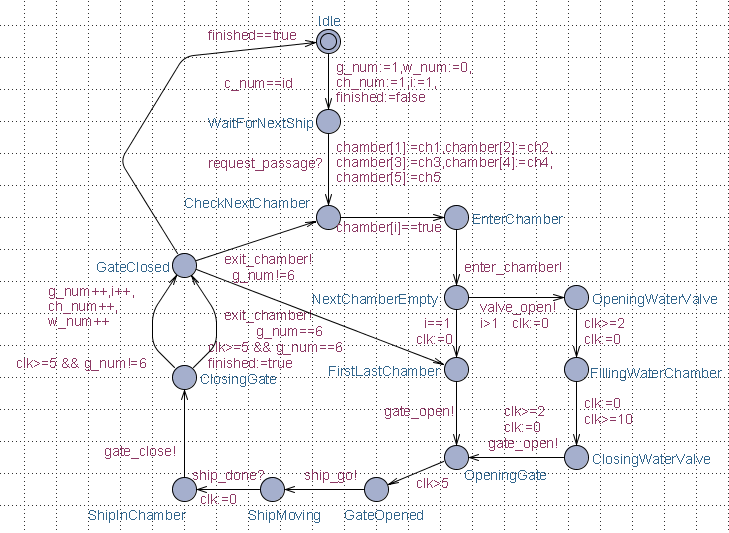 Idle
finished==true
g_num:=1,w_num:=0,
ch_num:=1,i:=1,
finished:=false
c_num==id
WaitForNextShip
chamber[1]:=ch1,chamber[2]:=ch2,
chamber[3]:=ch3,chamber[4]:=ch4,
chamber[5]:=ch5
request_passage?
CheckNextChamber
chamber[i]==true
EnterChamber
exit_chamber!
g_num!=6
enter_chamber!
GateClosed
g_num++,i++,
ch_num++,
w_num++
NextChamberEmpty
valve_open!
i>1 clk:=0
OpeningWaterValve
exit_chamber!
g_num==6
i==1
clk:=0
clk>=2
clk:=0
clk>=5 && g_num==6
finished:=true
clk>=5 && g_num!=6
ClosingGate
FirstLastChamber
FillingWaterChamber
gate_open!
clk>=2
clk:=0
clk:=0
clk>=10
gate_open!
gate_close!
OpeningGate
ClosingWaterValve
ship_done?
clk:=0
ship_go!
clk>5
ShipInChamber
ShipMoving
GateOpened